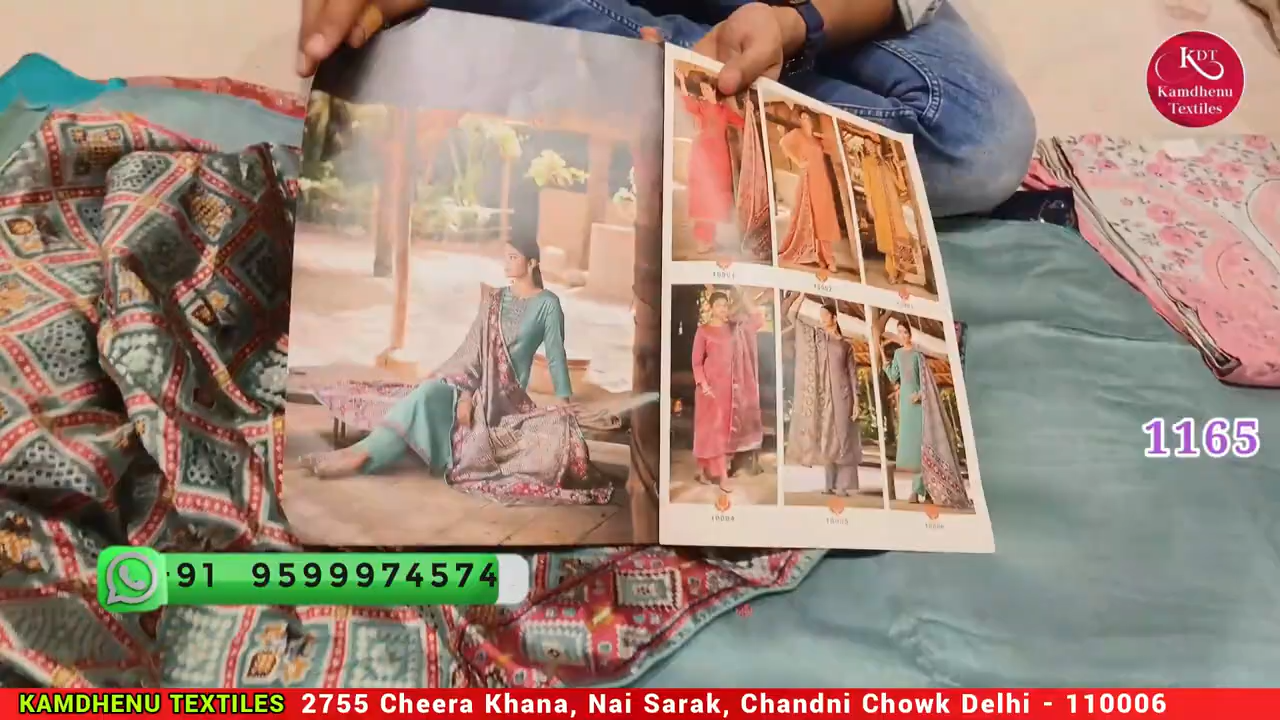 KDT
Kamdhenu
Textiles
1165
91 9599974574
KAMDHENU TEXTILES 2755 Cheera Khana, Nai Sarak, Chandni Chowk Delhi - 110006